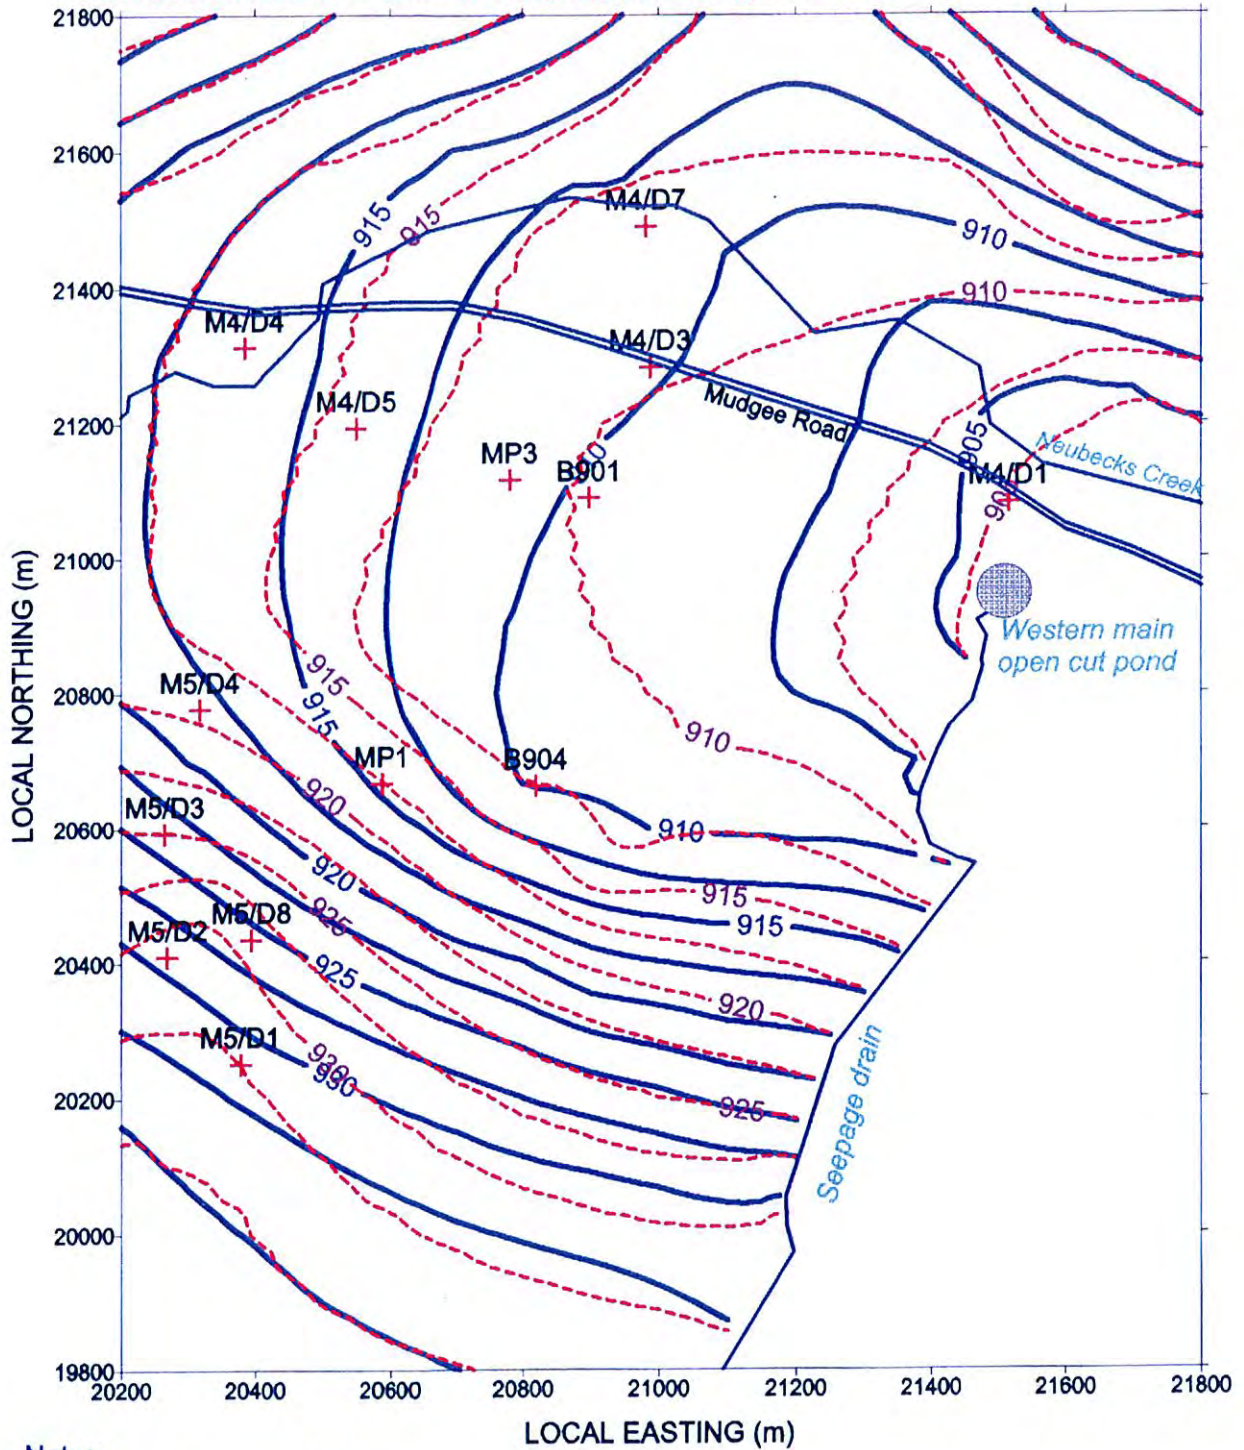 21800
21600
21400
21200
21000
20800
20600
20400
20200
20000
19800
LOCAL NORTHING (m)
915
915
M4/D7
910
910
M4/D4
M4/D3
M4/D5
Mudgee Road
MP3
B901
905
M4/D1
Neubecks Creek
Western main
open cut pond
915
M5/D4
915
910
MP1
B904
920
M5/D3
910
920
915
915
925
M5/D8
M5/D2
925
920
M5/D1
930
930
925
Seepage drain
20200
20400
20600
20800
21000
21200
21400
21600
21800
LOCAL EASTING (m)